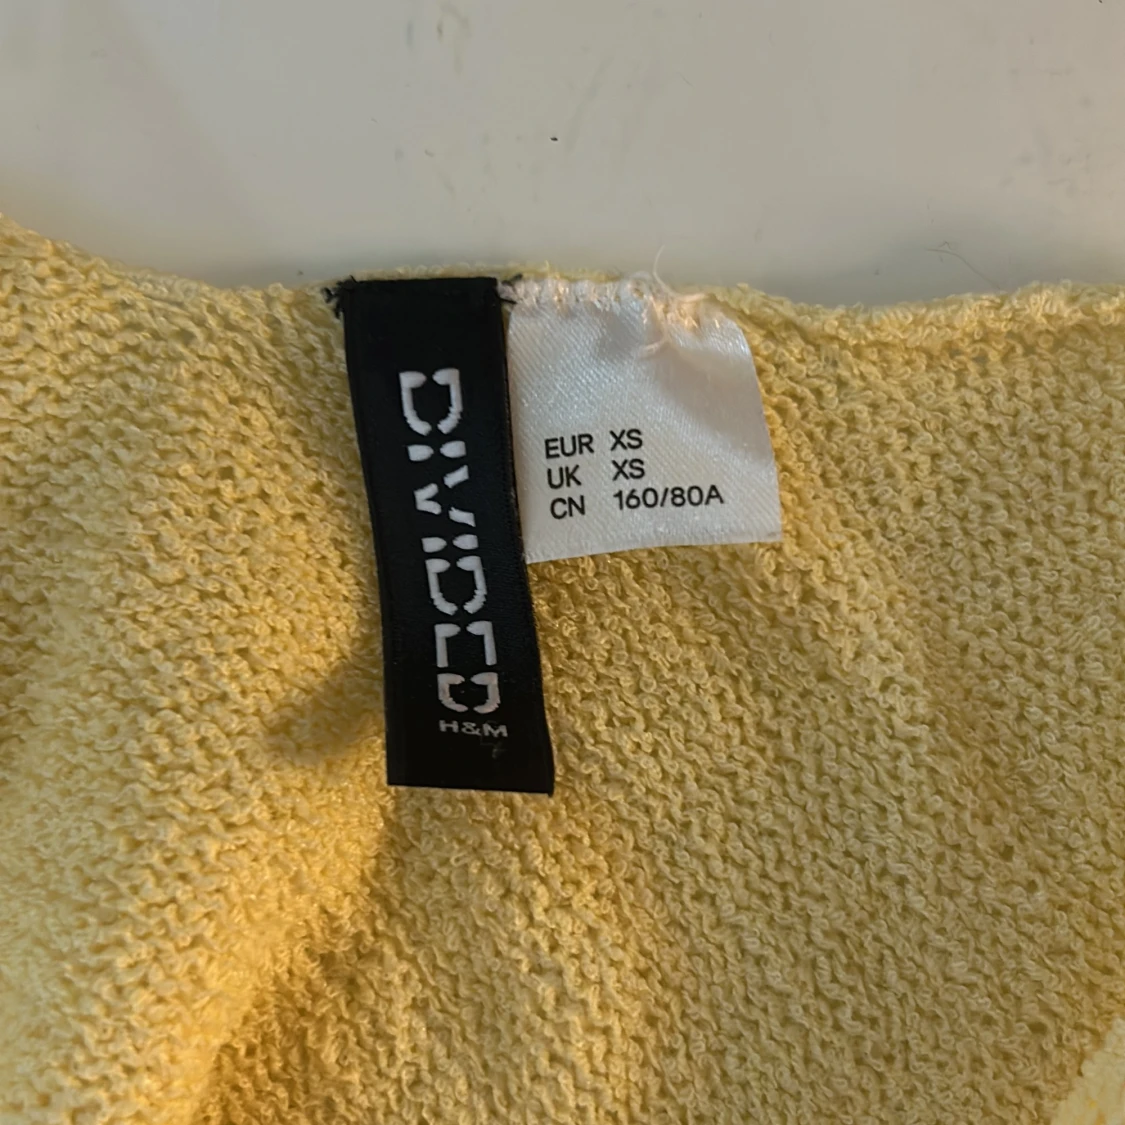 DIVIDED
H&M
EUR XS
UK XS
CN 160/80A